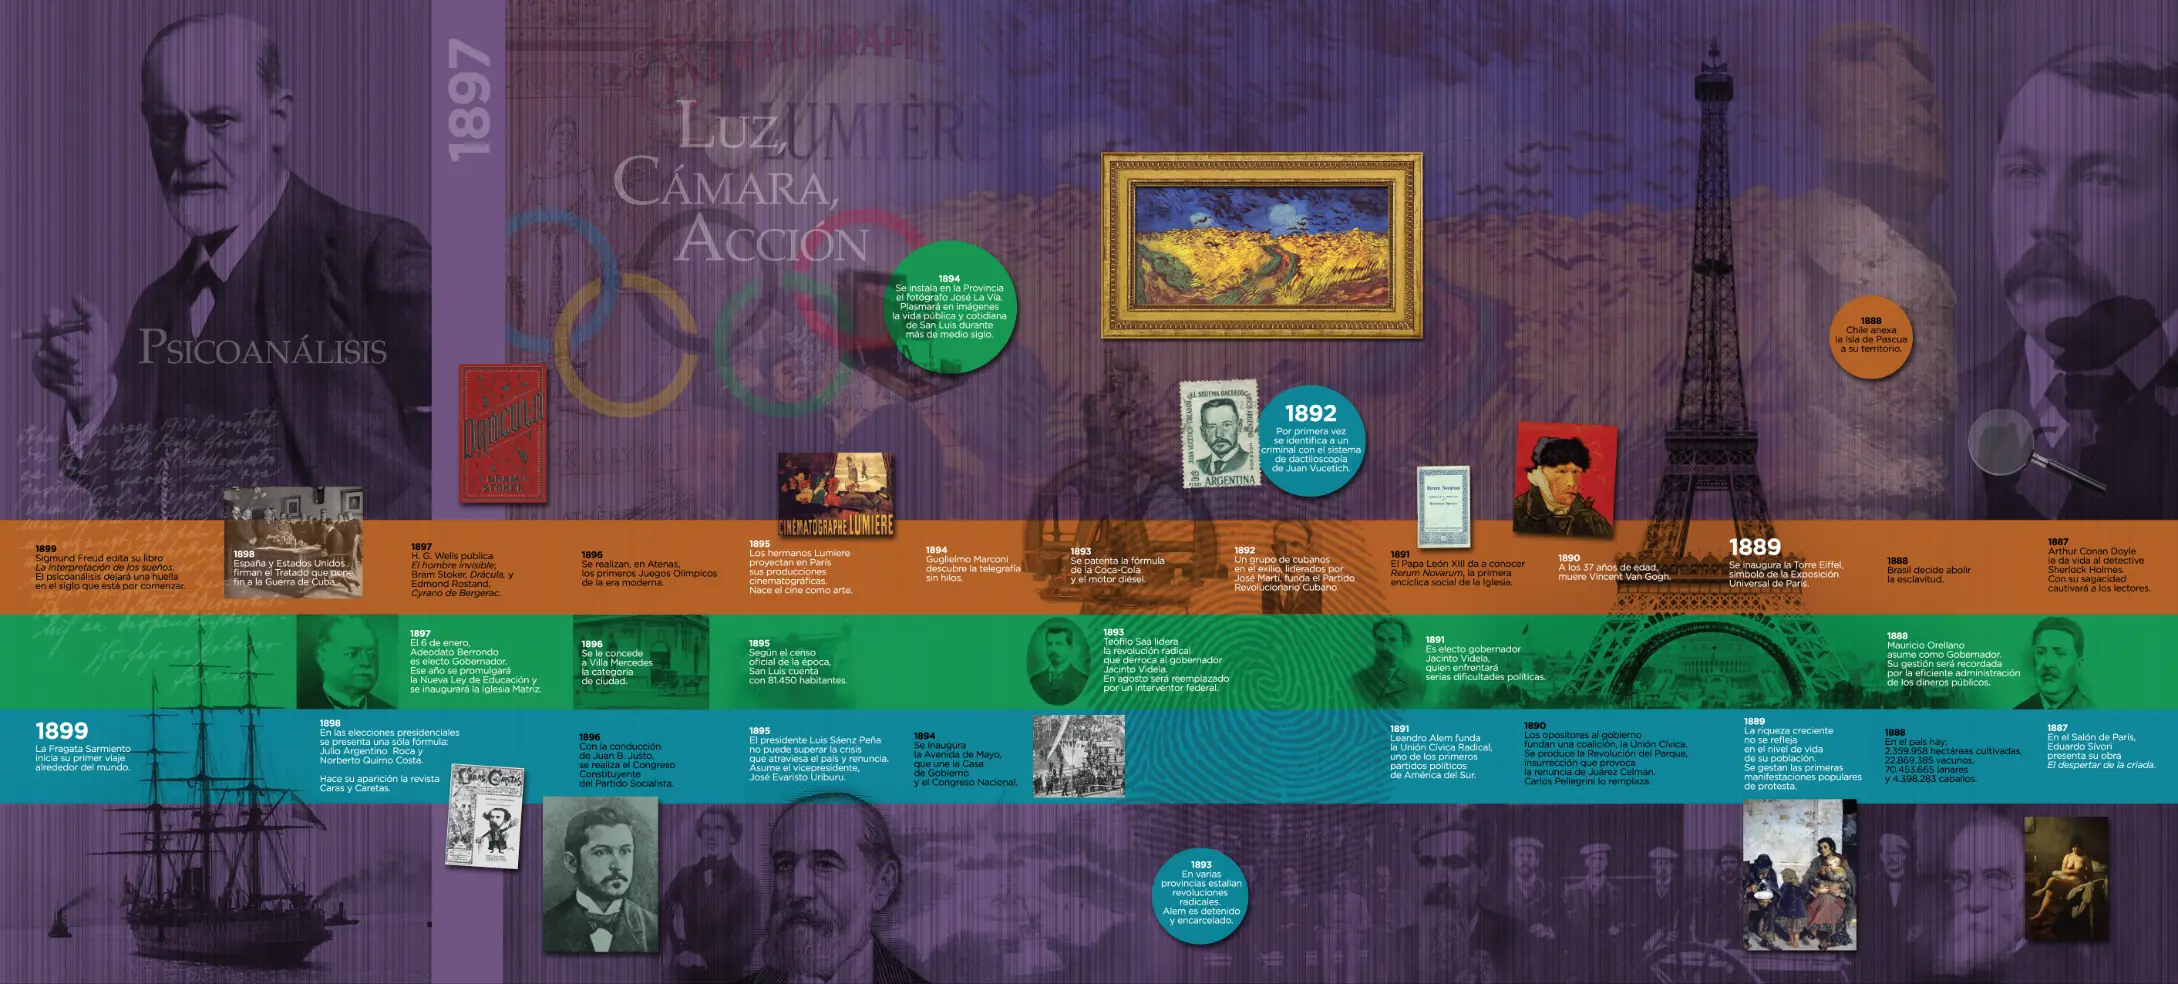 1897
CINEMATOGRAPHE
LUMIÈRE
LUZ,
CÁMARA,
ACCIÓN
PSICOANÁLISIS
1894
Se instala en la Provincia
el fotógrafo José La Vía.
Plasmará en imágenes
la vida pública y cotidiana
de San Luis durante
más de medio siglo.
1888
Chile anexa
la Isla de Pascua
a su territorio.
DRÁCULA
BRAM
STOKER
EL SISTEMA DACTILOSCÓPICO
JUAN VUCETICH CREADOR
2
PESOS
ARGENTINA
1892
Por primera vez
se identifica a un
criminal con el sistema
de dactiloscopía
de Juan Vucetich.
CINEMATOGRAPHE LUMIÈRE
Rerum Novarum
1899
Sigmund Freud edita su libro
La interpretación de los sueños.
El psicoanálisis dejará una huella
en el siglo que está por comenzar.
1898
España y Estados Unidos
firman el Tratado que pone
fin a la Guerra de Cuba.
1897
H. G. Wells publica
El hombre invisible;
Bram Stoker, Drácula, y
Edmond Rostand,
Cyrano de Bergerac.
1896
Se realizan, en Atenas,
los primeros Juegos Olímpicos
de la era moderna.
1895
Los hermanos Lumiere
proyectan en París
sus producciones
cinematográficas.
Nace el cine como arte.
1894
Guglielmo Marconi
descubre la telegrafía
sin hilos.
1893
Se patenta la fórmula
de la Coca-Cola
y el motor diésel.
1892
Un grupo de cubanos
en el exilio, liderados por
José Martí, funda el Partido
Revolucionario Cubano.
1891
El Papa León XIII da a conocer
Rerum Novarum, la primera
encíclica social de la Iglesia.
1890
A los 37 años de edad,
muere Vincent Van Gogh.
1889
Se inaugura la Torre Eiffel,
símbolo de la Exposición
Universal de París.
1888
Brasil decide abolir
la esclavitud.
1887
Arthur Conan Doyle
le da vida al detective
Sherlock Holmes.
Con su sagacidad
cautivará a los lectores.
1897
El 6 de enero,
Adeodato Berrondo
es electo Gobernador.
Ese año se promulgará
la Nueva Ley de Educación y
se inaugurará la Iglesia Matriz.
1896
Se le concede
a Villa Mercedes
la categoría
de ciudad.
1895
Según el censo
oficial de la época,
San Luis cuenta
con 81.450 habitantes.
1893
Teófilo Saá lidera
la revolución radical
que derroca al gobernador
Jacinto Videla.
En agosto será reemplazado
por un interventor federal.
1891
Es electo gobernador
Jacinto Videla,
quien enfrentará
serias dificultades políticas.
1888
Mauricio Orellano
asume como Gobernador.
Su gestión será recordada
por la eficiente administración
de los dineros públicos.
1899
La Fragata Sarmiento
inicia su primer viaje
alrededor del mundo.
1898
En las elecciones presidenciales
se presenta una sóla fórmula:
Julio Argentino Roca y
Norberto Quirno Costa.
Hace su aparición la revista
Caras y Caretas.
1896
Con la conducción
de Juan B. Justo,
se realiza el Congreso
Constituyente
del Partido Socialista.
1895
El presidente Luis Sáenz Peña
no puede superar la crisis
que atraviesa el país y renuncia.
Asume el vicepresidente,
José Evaristo Uriburu.
1894
Se inaugura
la Avenida de Mayo,
que une la Casa
de Gobierno
y el Congreso Nacional.
1891
Leandro Alem funda
la Unión Cívica Radical,
uno de los primeros
partidos políticos
de América del Sur.
1890
Los opositores al gobierno
fundan una coalición, la Unión Cívica.
Se produce la Revolución del Parque,
insurrección que provoca
la renuncia de Juárez Celman.
Carlos Pellegrini lo remplaza.
1889
La riqueza creciente
no se refleja
en el nivel de vida
de su población.
Se gestan las primeras
manifestaciones populares
de protesta.
1888
En el país hay:
2.359.958 hectáreas cultivadas,
22.869.385 vacunos,
70.453.665 lanares
y 4.398.283 caballos.
1887
En el Salón de París,
Eduardo Sívori
presenta su obra
El despertar de la criada.
CARAS Y CARETAS
1893
En varias
provincias estallan
revoluciones
radicales.
Alem es detenido
y encarcelado.